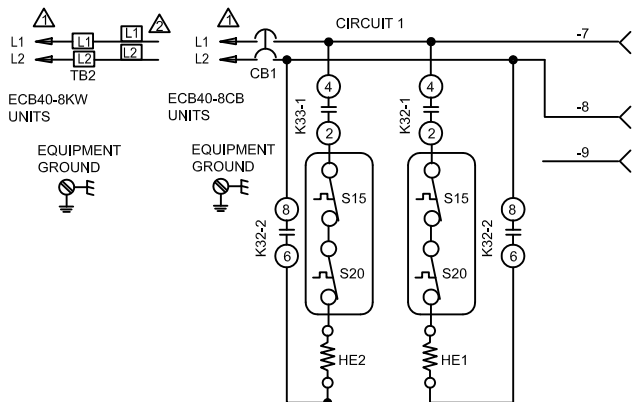 1 2 1 CIRCUIT 1
L1 L1 L1 L1 -7
L2 L2 L2 L2
TB2 CB1
ECB40-8KW
UNITS
ECB40-8CB
UNITS
4 4 -8
K33-1 K32-1
2 2
EQUIPMENT
GROUND
EQUIPMENT
GROUND
-9
S15 S15
8 8
K32-2 K32-2
6 6
S20 S20
HE2 HE1